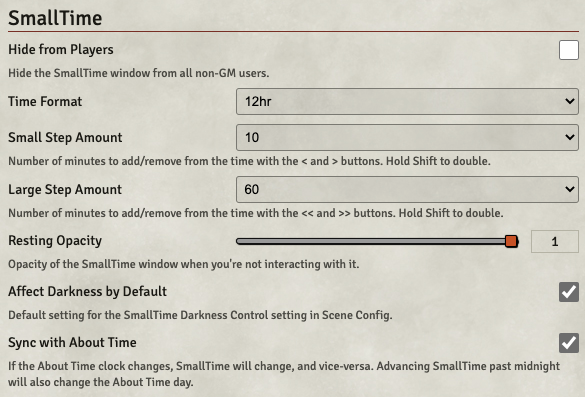 SmallTime
Hide from Players
Hide the SmallTime window from all non-GM users.
Time Format 12hr
Small Step Amount 10
Number of minutes to add/remove from the time with the < and > buttons. Hold Shift to double.
Large Step Amount 60
Number of minutes to add/remove from the time with the << and >> buttons. Hold Shift to double.
Resting Opacity 1
Opacity of the SmallTime window when you're not interacting with it.
Affect Darkness by Default
Default setting for the SmallTime Darkness Control setting in Scene Config.
Sync with About Time
If the About Time clock changes, SmallTime will change, and vice-versa. Advancing SmallTime past midnight
will also change the About Time day.